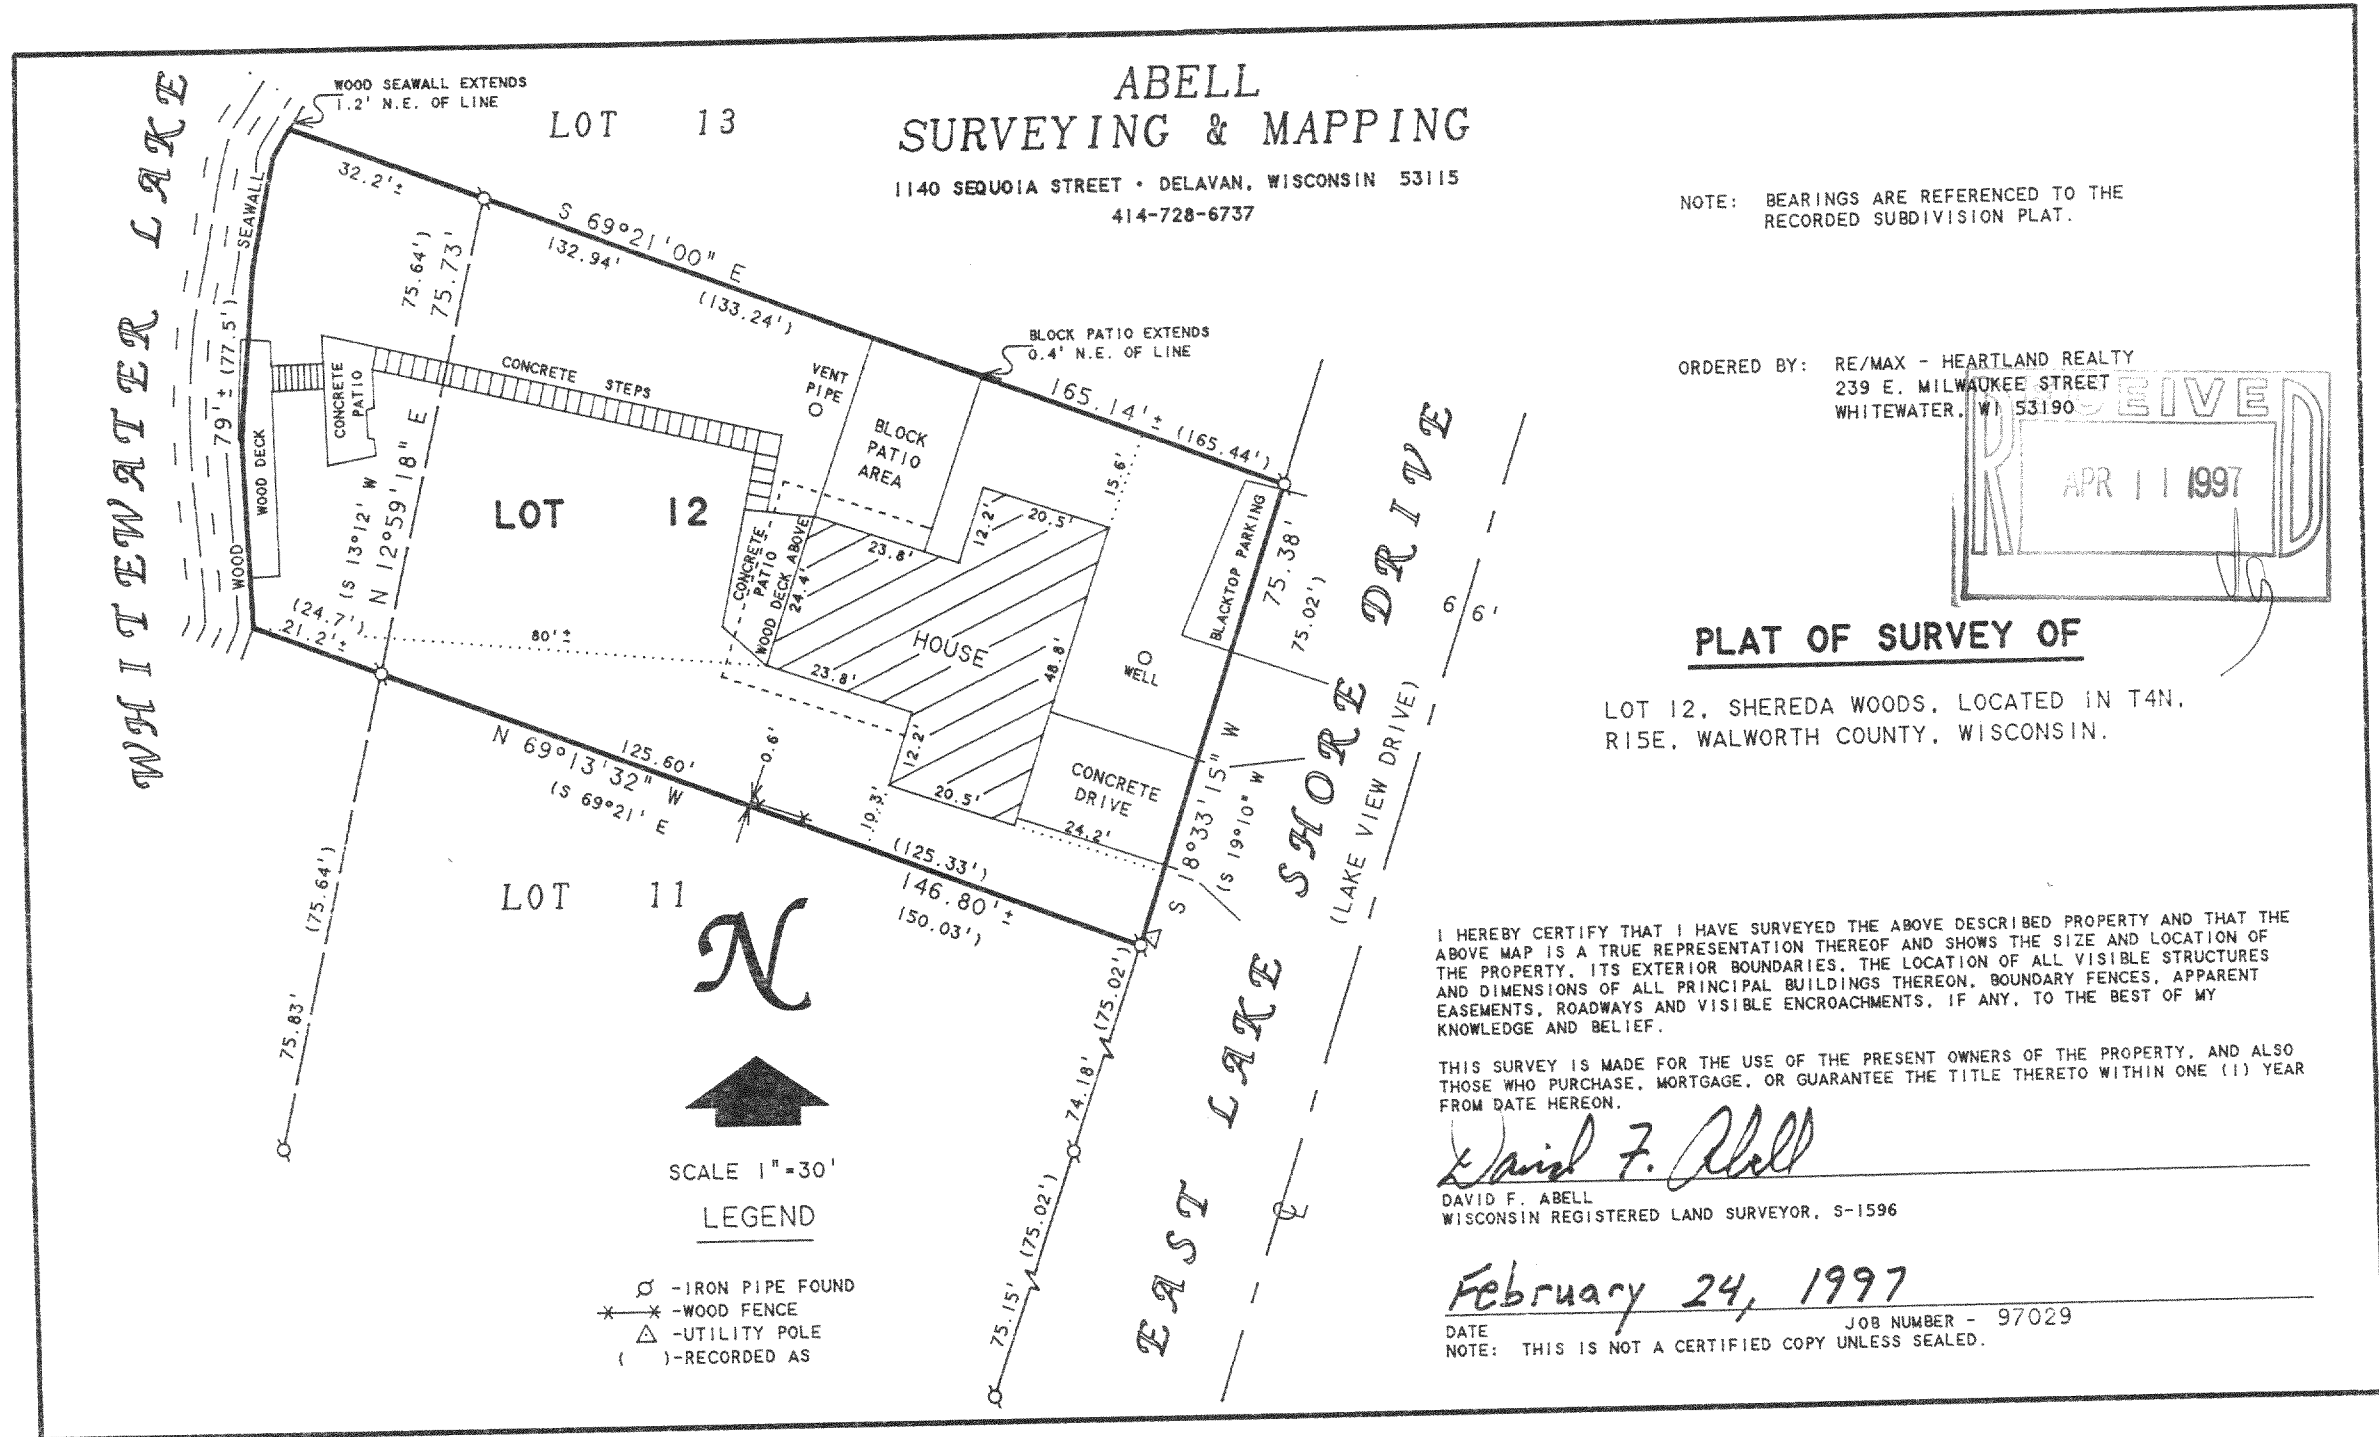 WOOD SEAWALL EXTENDS
1.2' N.E. OF LINE
LOT 13
ABELL
SURVEYING & MAPPING
1140 SEQUOIA STREET • DELAVAN, WISCONSIN 53115
414-728-6737
NOTE: BEARINGS ARE REFERENCED TO THE
RECORDED SUBDIVISION PLAT.
ORDERED BY: RE/MAX - HEARTLAND REALTY
239 E. MILWAUKEE STREET
WHITEWATER, WI 53190
RECEIVED
APR 11 1997
PLAT OF SURVEY OF
LOT 12, SHEREDA WOODS, LOCATED IN T4N,
R15E, WALWORTH COUNTY, WISCONSIN.
WHITEWATER LAKE
WOOD SEAWALL
79'± (77.5')
32.2'±
S 69°21'00" E
132.94'
(133.24')
165.14'±
(165.44')
BLOCK PATIO EXTENDS
0.4' N.E. OF LINE
75.64')
75.73'
N 12°59'18" E
(S 13°12' W
WOOD DECK
CONCRETE
PATIO
CONCRETE STEPS
VENT
PIPE
BLOCK
PATIO
AREA
LOT 12
CONCRETE
PATIO
WOOD DECK ABOVE
24.4'
23.8'
12.2'
20.5'
15.6'
HOUSE
48.8'
23.8'
12.2'
20.5'
10.3'
80'±
(24.7')
21.2'±
N 69°13'32" W
125.60'
(S 69°21' E
0.6'
(125.33')
146.80'±
150.03')
WELL
BLACKTOP PARKING
75.38'
75.02')
S 18°33'15" W
(S 19°10" W
CONCRETE
DRIVE
24.2'
66'
EAST LAKE SHORE DRIVE
(LAKE VIEW DRIVE)
LOT 11
(75.64')
75.83'
74.18' (75.02')
75.15' (75.02')
N
SCALE 1"=30'
LEGEND
-IRON PIPE FOUND
-WOOD FENCE
-UTILITY POLE
( )-RECORDED AS
I HEREBY CERTIFY THAT I HAVE SURVEYED THE ABOVE DESCRIBED PROPERTY AND THAT THE
ABOVE MAP IS A TRUE REPRESENTATION THEREOF AND SHOWS THE SIZE AND LOCATION OF
THE PROPERTY, ITS EXTERIOR BOUNDARIES, THE LOCATION OF ALL VISIBLE STRUCTURES
AND DIMENSIONS OF ALL PRINCIPAL BUILDINGS THEREON, BOUNDARY FENCES, APPARENT
EASEMENTS, ROADWAYS AND VISIBLE ENCROACHMENTS, IF ANY, TO THE BEST OF MY
KNOWLEDGE AND BELIEF.
THIS SURVEY IS MADE FOR THE USE OF THE PRESENT OWNERS OF THE PROPERTY, AND ALSO
THOSE WHO PURCHASE, MORTGAGE, OR GUARANTEE THE TITLE THERETO WITHIN ONE (1) YEAR
FROM DATE HEREON.
David F. Abell
DAVID F. ABELL
WISCONSIN REGISTERED LAND SURVEYOR, S-1596
February 24, 1997
DATE
JOB NUMBER - 97029
NOTE: THIS IS NOT A CERTIFIED COPY UNLESS SEALED.